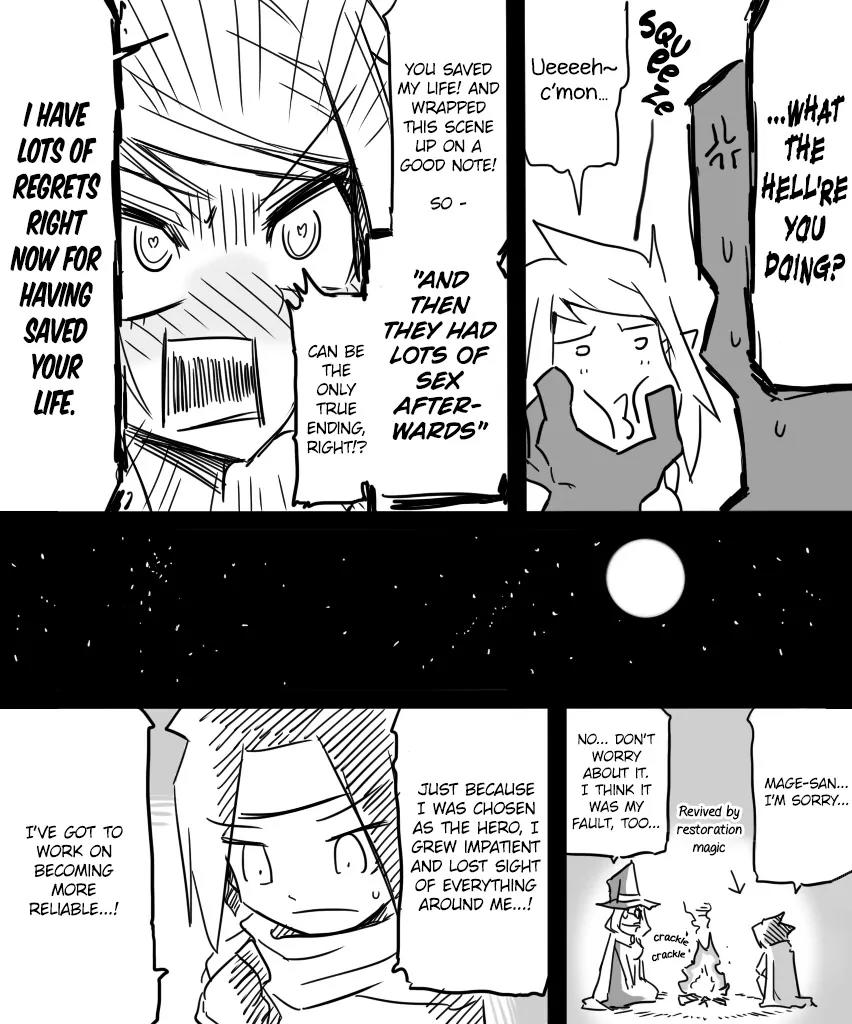 ...WHAT
THE
HELL'RE
YOU
DOING?
SQUEEZE
Ueeeeh~
c'mon...
YOU SAVED
MY LIFE! AND
WRAPPED
THIS SCENE
UP ON A
GOOD NOTE!
SO -
"AND
THEN
THEY HAD
LOTS OF
SEX
AFTER-
WARDS"
CAN BE
THE
ONLY
TRUE
ENDING,
RIGHT!?
I HAVE
LOTS OF
REGRETS
RIGHT
NOW FOR
HAVING
SAVED
YOUR
LIFE.
MAGE-SAN...
I'M SORRY...
Revived by
restoration
magic
NO... DON'T
WORRY
ABOUT IT.
I THINK IT
WAS MY
FAULT, TOO...
crackle
crackle
JUST BECAUSE
I WAS CHOSEN
AS THE HERO, I
GREW IMPATIENT
AND LOST SIGHT
OF EVERYTHING
AROUND ME...!
I'VE GOT TO
WORK ON
BECOMING
MORE
RELIABLE...!